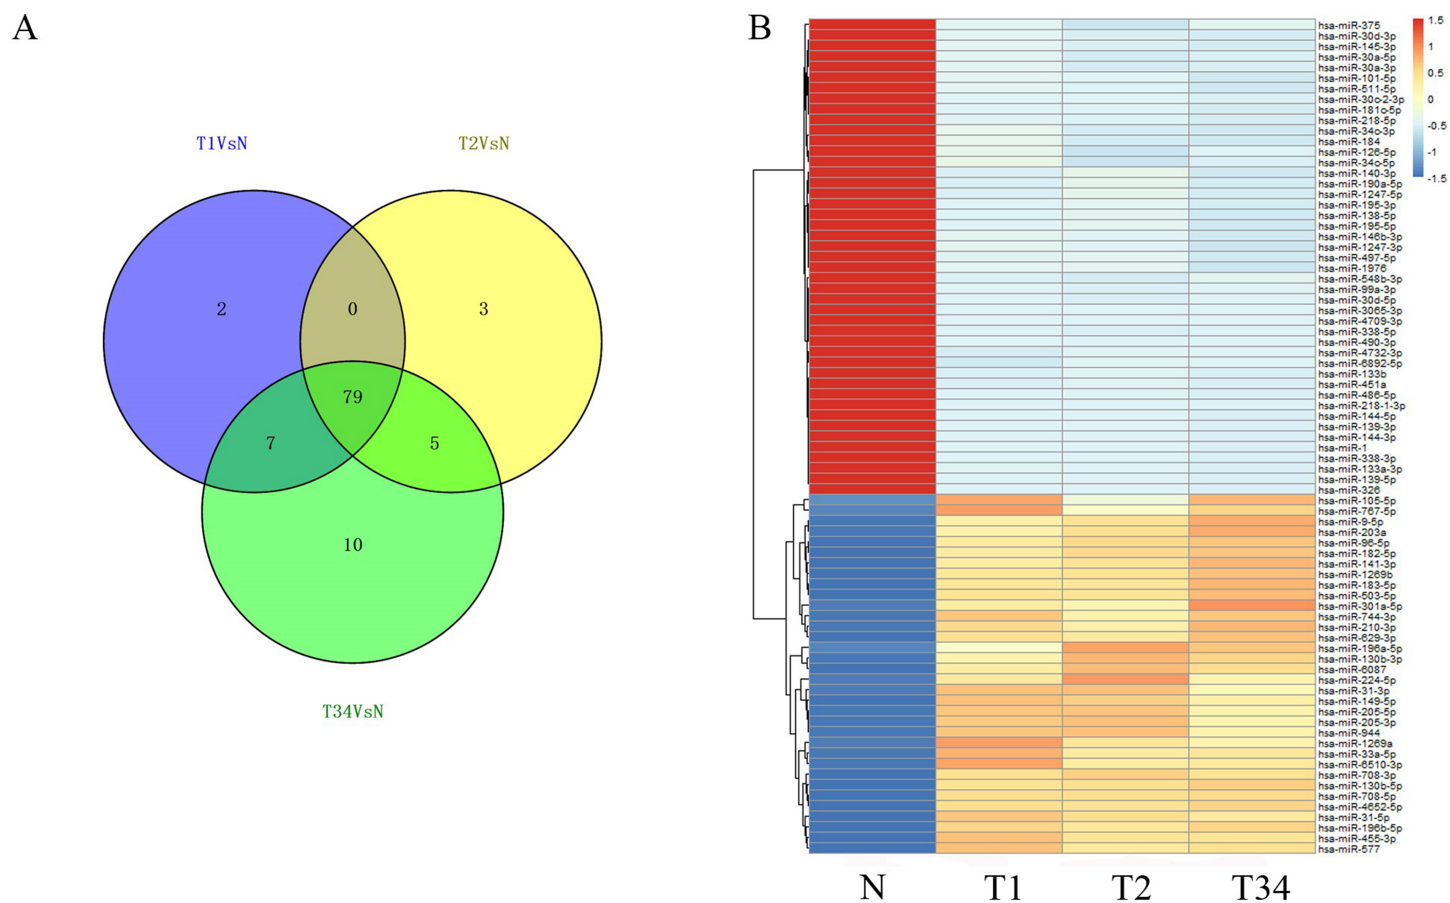 A
T1VsN
T2VsN
2
0
3
79
7
5
10
T34VsN
B
hsa-miR-375
hsa-miR-30d-3p
hsa-miR-145-3p
hsa-miR-30a-5p
hsa-miR-30a-3p
hsa-miR-101-5p
hsa-miR-511-5p
hsa-miR-30c-2-3p
hsa-miR-181c-5p
hsa-miR-218-5p
hsa-miR-34c-3p
hsa-miR-184
hsa-miR-126-5p
hsa-miR-34c-5p
hsa-miR-140-3p
hsa-miR-190a-5p
hsa-miR-1247-5p
hsa-miR-195-3p
hsa-miR-138-5p
hsa-miR-195-5p
hsa-miR-146b-3p
hsa-miR-1247-3p
hsa-miR-497-5p
hsa-miR-1976
hsa-miR-548b-3p
hsa-miR-99a-3p
hsa-miR-30d-5p
hsa-miR-3065-3p
hsa-miR-4709-3p
hsa-miR-338-5p
hsa-miR-490-3p
hsa-miR-4732-3p
hsa-miR-6892-5p
hsa-miR-133b
hsa-miR-451a
hsa-miR-486-5p
hsa-miR-218-1-3p
hsa-miR-144-5p
hsa-miR-139-3p
hsa-miR-144-3p
hsa-miR-1
hsa-miR-338-3p
hsa-miR-133a-3p
hsa-miR-139-5p
hsa-miR-326
hsa-miR-105-5p
hsa-miR-767-5p
hsa-miR-9-5p
hsa-miR-203a
hsa-miR-96-5p
hsa-miR-182-5p
hsa-miR-141-3p
hsa-miR-1269b
hsa-miR-183-5p
hsa-miR-503-5p
hsa-miR-301a-5p
hsa-miR-744-3p
hsa-miR-210-3p
hsa-miR-629-3p
hsa-miR-196a-5p
hsa-miR-130b-3p
hsa-miR-6087
hsa-miR-224-5p
hsa-miR-31-3p
hsa-miR-149-5p
hsa-miR-205-5p
hsa-miR-205-3p
hsa-miR-944
hsa-miR-1269a
hsa-miR-33a-5p
hsa-miR-6510-3p
hsa-miR-708-3p
hsa-miR-130b-5p
hsa-miR-708-5p
hsa-miR-4652-5p
hsa-miR-31-5p
hsa-miR-196b-5p
hsa-miR-455-3p
hsa-miR-577
1.5
1
0.5
0
-0.5
-1
-1.5
N T1 T2 T34